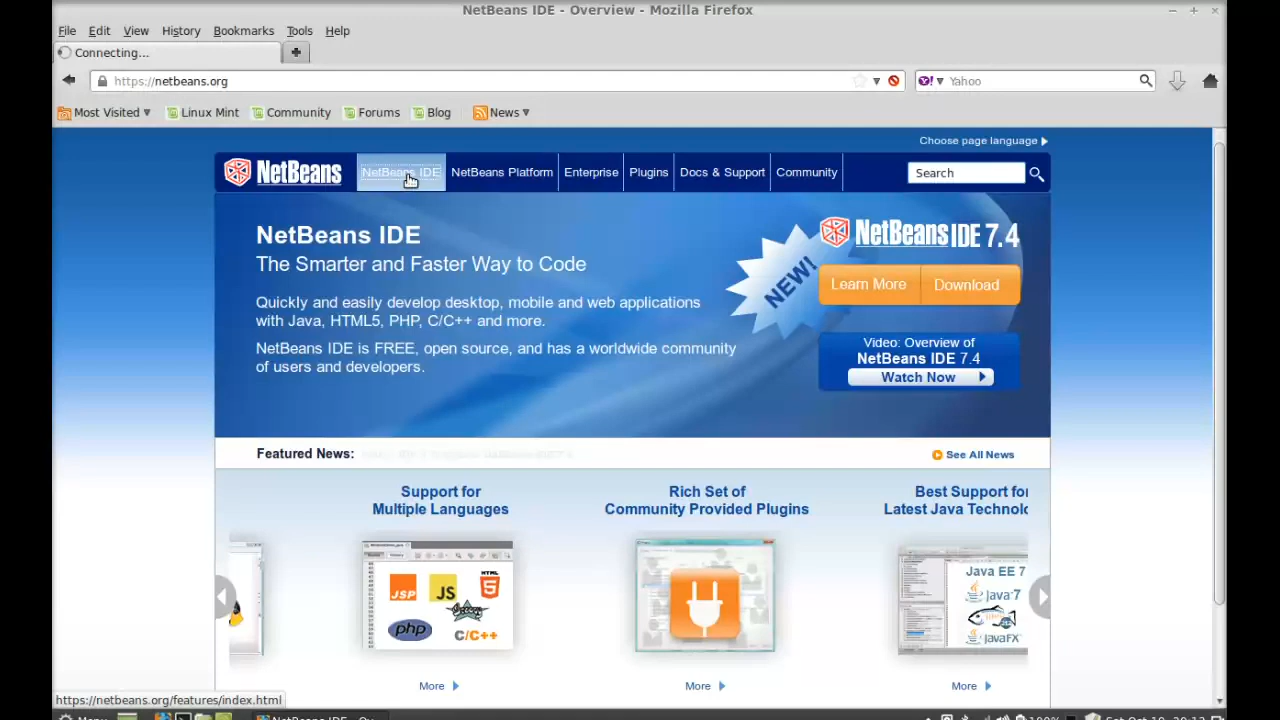 NetBeans IDE - Overview - Mozilla Firefox
File Edit View History Bookmarks Tools Help
Connecting...
https://netbeans.org
Yahoo
Most Visited Linux Mint Community Forums Blog News
Choose page language
NetBeans NetBeans IDE NetBeans Platform Enterprise Plugins Docs & Support Community Search
NetBeans IDE
The Smarter and Faster Way to Code
Quickly and easily develop desktop, mobile and web applications
with Java, HTML5, PHP, C/C++ and more.
NetBeans IDE is FREE, open source, and has a worldwide community
of users and developers.
NEW!
NetBeans IDE 7.4
Learn More Download
Video: Overview of
NetBeans IDE 7.4
Watch Now
Featured News:
See All News
Support for
Multiple Languages
Rich Set of
Community Provided Plugins
Best Support for
Latest Java Technolo
JSP JS HTML 5
Groovy
php C/C++
Java EE 7
Java 7
JavaFX
More More More
https://netbeans.org/features/index.html